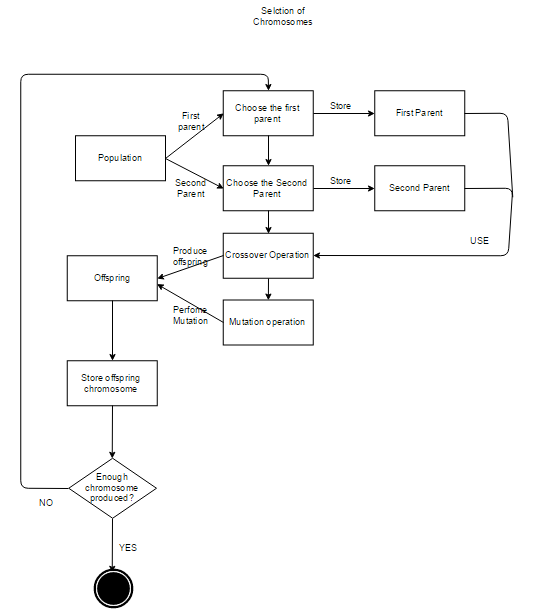 Selction of
Chromosomes
Choose the first
parent
Store
First Parent
First
parent
Population
Second
Parent
Choose the Second
Parent
Store
Second Parent
USE
Produce
offspring
Crossover Operation
Offspring
Perfome
Mutation
Mutation operation
Store offspring
chromosome
Enough
chromosome
produced?
NO
YES